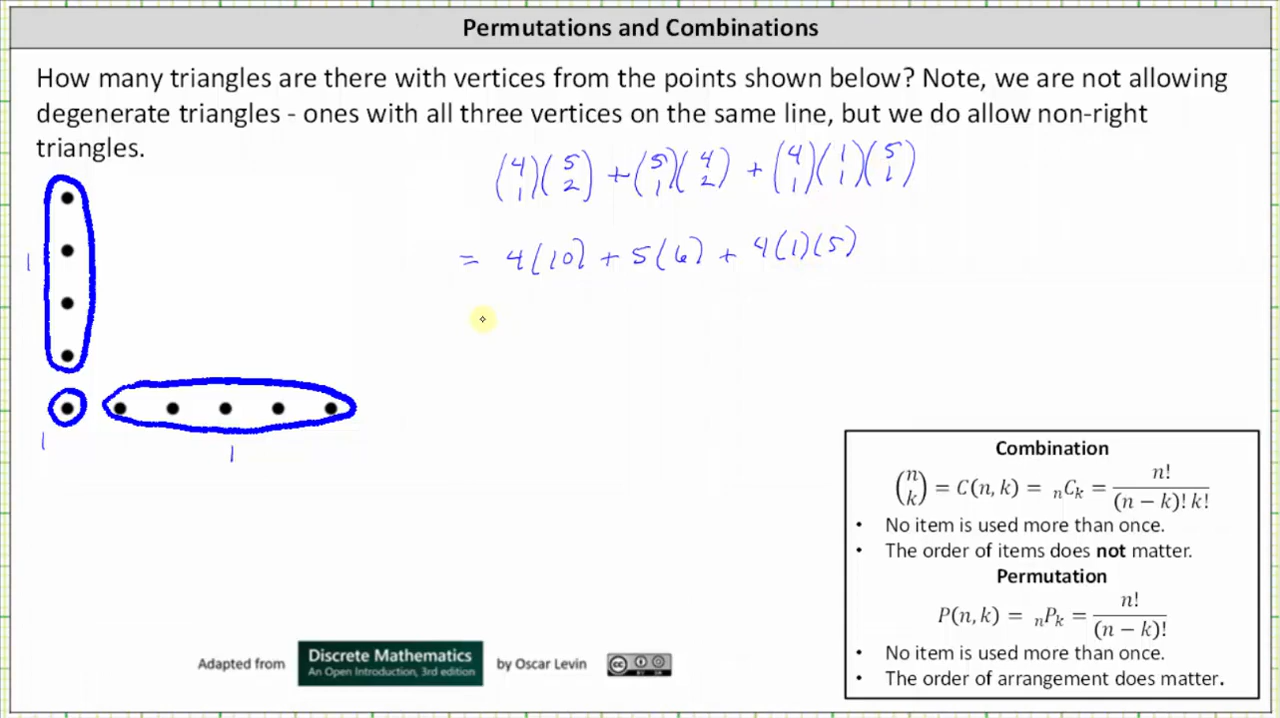 Permutations and Combinations
How many triangles are there with vertices from the points shown below? Note, we are not allowing
degenerate triangles - ones with all three vertices on the same line, but we do allow non-right
triangles.
(4 1)(5 2) + (5 1)(4 2) + (4 1)(1 1)(5 1)
= 4(10) + 5(6) + 4(1)(5)
1
1
1
Combination
(n k) = C(n, k) = nCk = n! / (n − k)! k!
• No item is used more than once.
• The order of items does not matter.
Permutation
P(n, k) = nPk = n! / (n − k)!
• No item is used more than once.
• The order of arrangement does matter.
Adapted from Discrete Mathematics by Oscar Levin
An Open Introduction, 3rd edition
cc